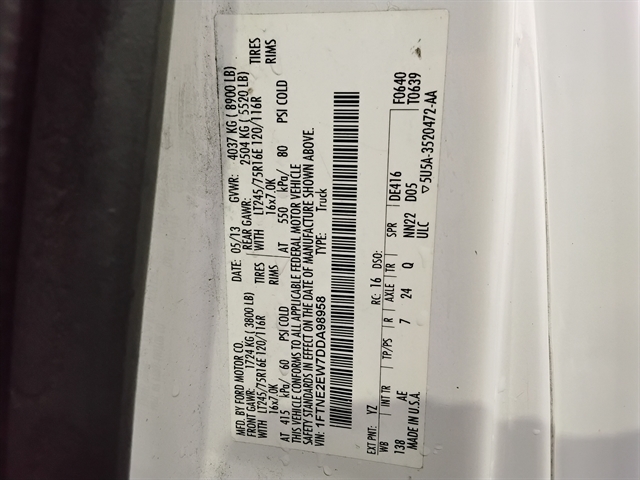 MFD. BY FORD MOTOR CO.
DATE: 05/13 GVWR: 4037 KG ( 8900 LB)
FRONT GAWR: 1724 KG ( 3800 LB) REAR GAWR: 2504 KG ( 5520 LB)
WITH LT245/75R16E 120/116R TIRES WITH LT245/75R16E 120/116R TIRES
16x7.0K RIMS 16x7.0K RIMS
AT 415 kPa/ 60 PSI COLD AT 550 kPa/ 80 PSI COLD
THIS VEHICLE CONFORMS TO ALL APPLICABLE FEDERAL MOTOR VEHICLE
SAFETY STANDARDS IN EFFECT ON THE DATE OF MANUFACTURE SHOWN ABOVE.
VIN: 1FTNE2EW7DDA98958 TYPE: Truck
EXT PNT: YZ RC: 16 DSO: F0640
WB INT TR TP/PS R AXLE TR SPR DE416 T0639
138 AE 7 24 Q NN22 D05
MADE IN U.S.A. ULC ▽5U5A-3520472-AA